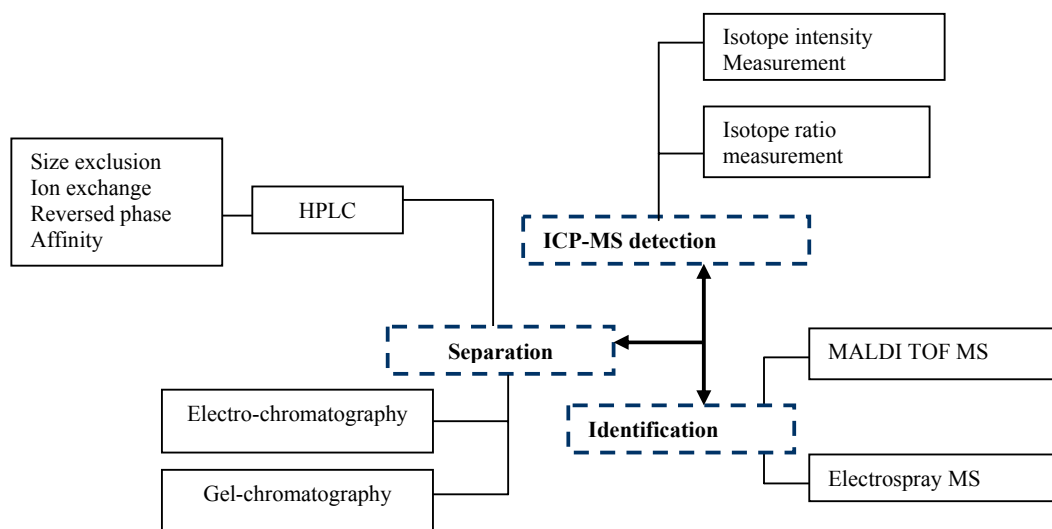 Isotope intensity
Measurement
Isotope ratio
measurement
Size exclusion
Ion exchange
Reversed phase
Affinity
HPLC
ICP-MS detection
Separation
MALDI TOF MS
Electro-chromatography
Identification
Gel-chromatography
Electrospray MS